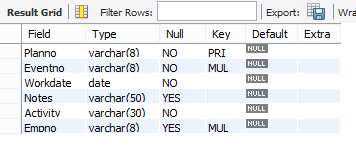 Result Grid Filter Rows: Export: Wra
Field Type Null Key Default Extra
Planno varchar(8) NO PRI NULL
Eventno varchar(8) NO MUL NULL
Workdate date NO NULL
Notes varchar(50) YES NULL
Activity varchar(30) NO NULL
Empno varchar(8) YES MUL NULL